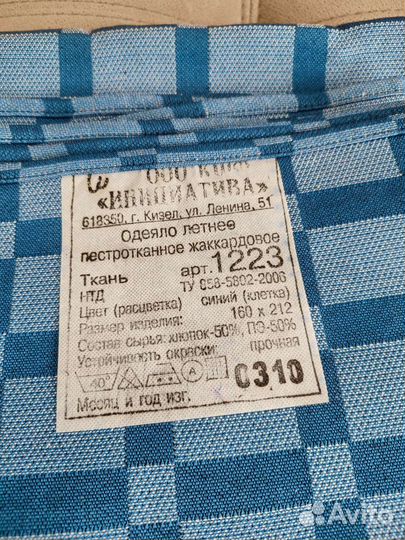 ООО
«ИНИЦИАТИВА»
618350, г. Кизел, ул. Ленина, 51
Одеяло летнее
пестротканное жаккардовое
Ткань арт. 1223
НТД ТУ 858-5802-2006
Цвет (расцветка) синий (клетка)
Размер изделия: 160 х 212
Состав сырья: хлопок-50%, ПЭ-50%
Устойчивость окраски: прочная
40° А
0310
Месяц и год изг.
Avito